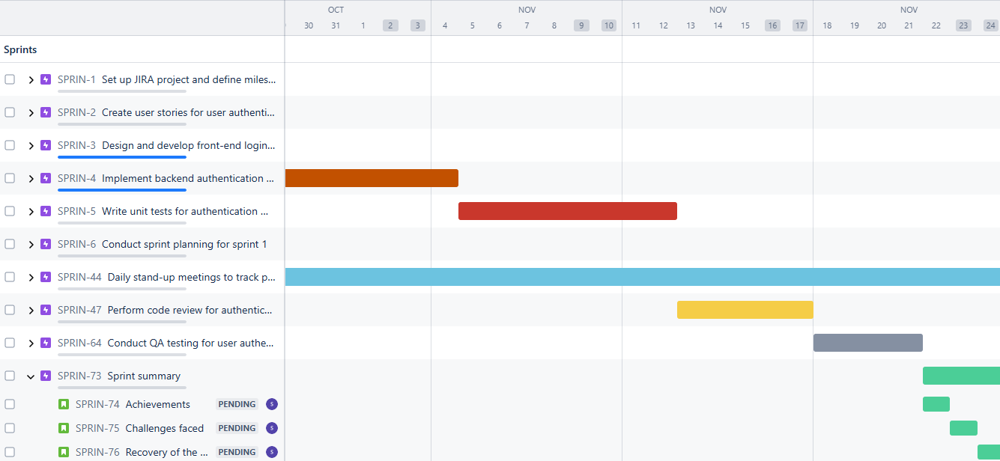 OCT NOV NOV NOV
30 31 1 2 3 4 5 6 7 8 9 10 11 12 13 14 15 16 17 18 19 20 21 22 23 24
Sprints
SPRIN-1 Set up JIRA project and define miles...
SPRIN-2 Create user stories for user authenti...
SPRIN-3 Design and develop front-end login...
SPRIN-4 Implement backend authentication ...
SPRIN-5 Write unit tests for authentication ...
SPRIN-6 Conduct sprint planning for sprint 1
SPRIN-44 Daily stand-up meetings to track p...
SPRIN-47 Perform code review for authentic...
SPRIN-64 Conduct QA testing for user authe...
SPRIN-73 Sprint summary
SPRIN-74 Achievements PENDING S
SPRIN-75 Challenges faced PENDING S
SPRIN-76 Recovery of the ... PENDING S